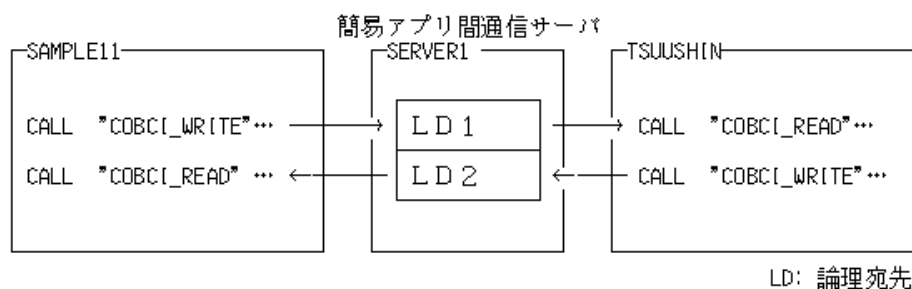 簡易アプリ間通信サーバ
SAMPLE11 SERVER1 TSUUSHIN
CALL "COBCI_WRITE"… LD1 CALL "COBCI_READ"…
CALL "COBCI_READ" … LD2 CALL "COBCI_WRITE"…
LD: 論理宛先